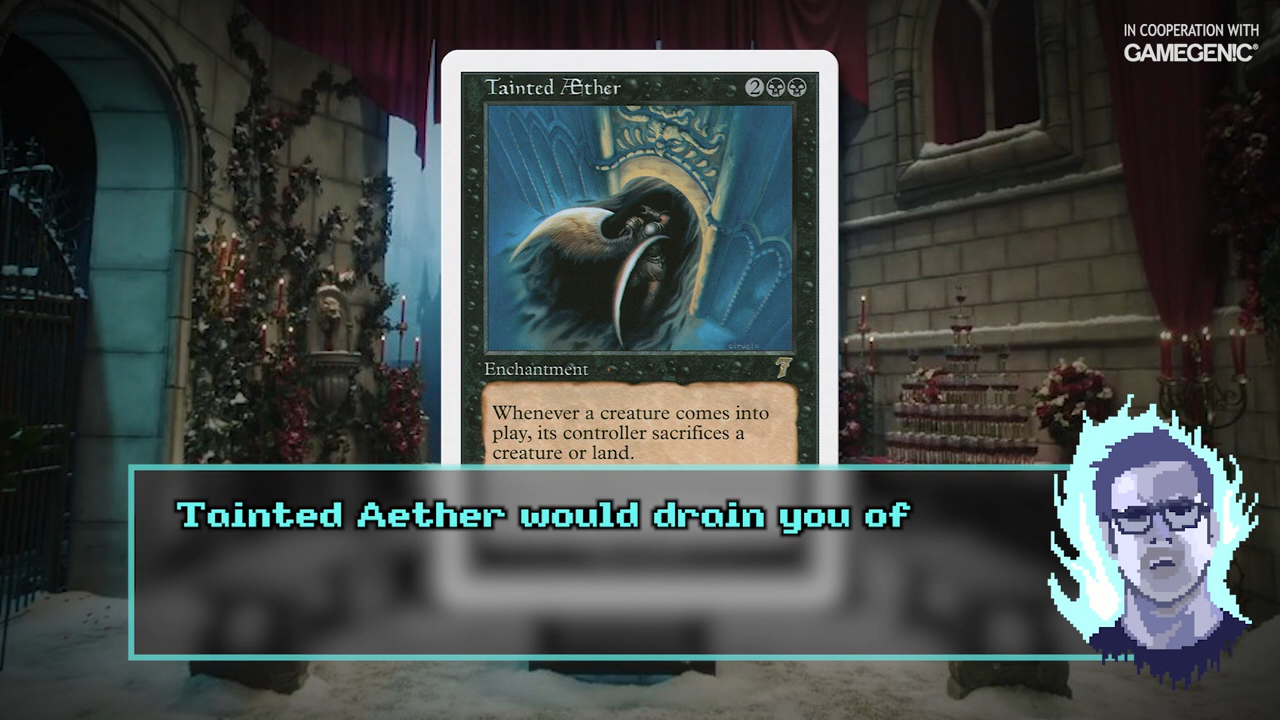 IN COOPERATION WITH
GAMEGEN!C®
Tainted Æther 2
Enchantment
Whenever a creature comes into
play, its controller sacrifices a
creature or land.
Tainted Aether would drain you of